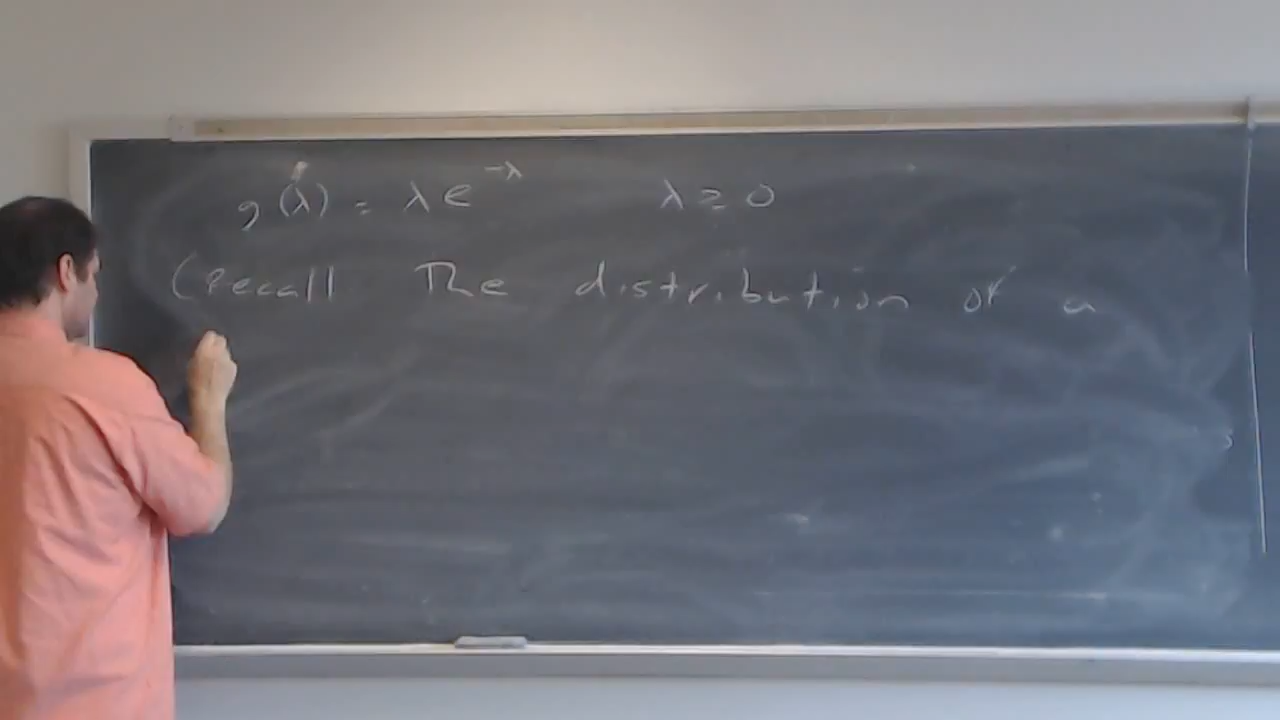 g(λ) = λe^{-λ} λ ≥ 0
(recall The distribution of a